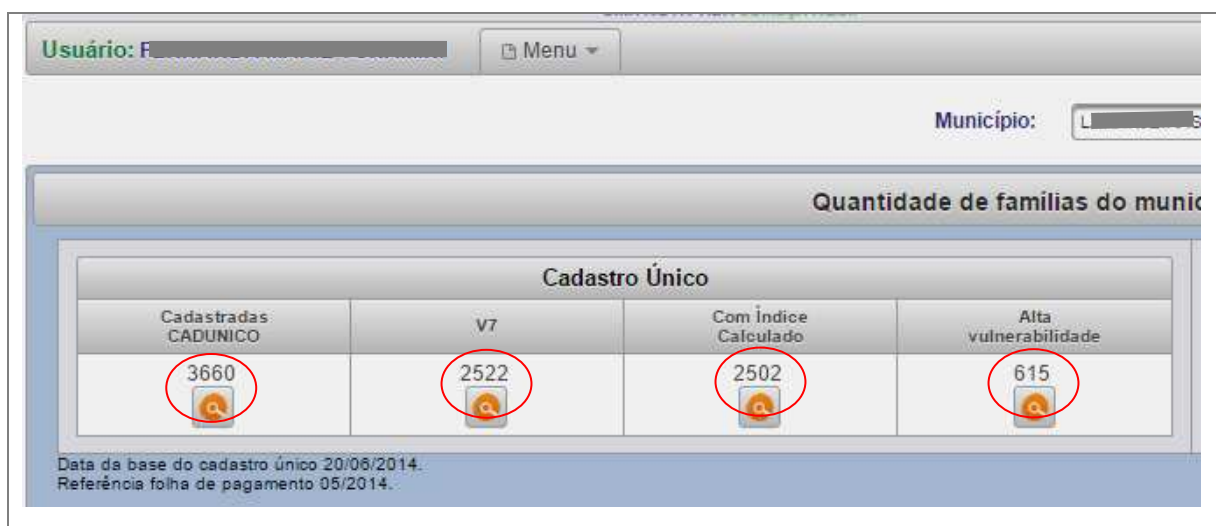 Usuário:
Menu
Município:
Quantidade de famílias do munic
Cadastro Único
Cadastradas CADUNICO
V7
Com Índice Calculado
Alta vulnerabilidade
3660
2522
2502
615
Data da base do cadastro único 20/06/2014.
Referência folha de pagamento 05/2014.